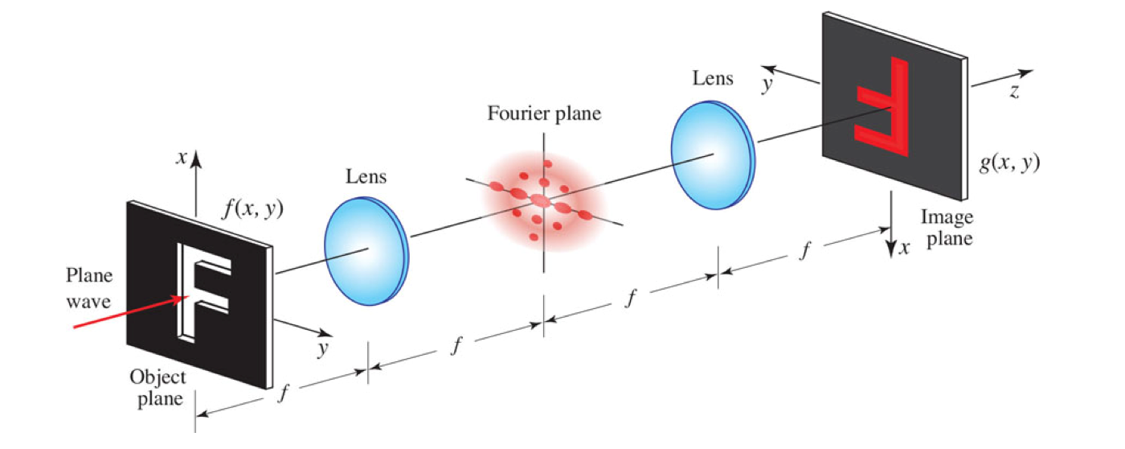 Fourier plane
Lens
y
z
g(x, y)
Image
plane
x
f
Lens
x
f(x, y)
Plane
wave
F
y
Object
plane
f
f
f
F